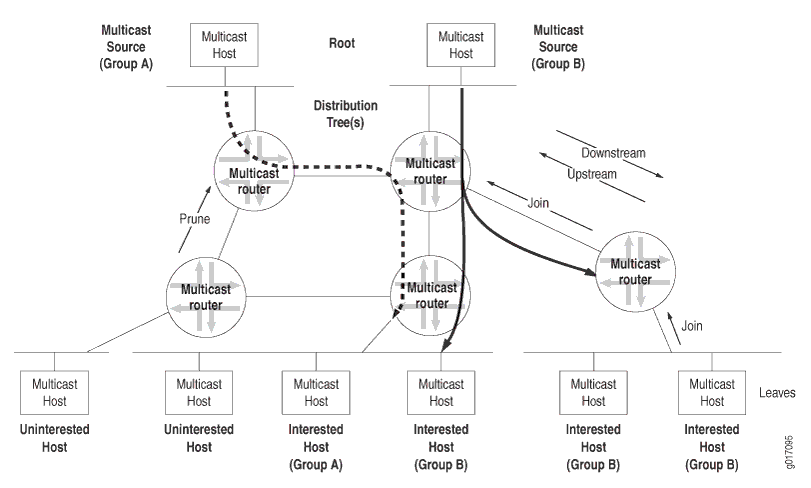 Multicast
Source
(Group A)
Multicast
Host
Root
Multicast
Host
Multicast
Source
(Group B)
Distribution
Tree(s)
Multicast
router
Multicast
router
Downstream
Upstream
Join
Prune
Multicast
router
Multicast
router
Multicast
router
Join
Multicast
Host
Multicast
Host
Multicast
Host
Multicast
Host
Multicast
Host
Multicast
Host
Leaves
Uninterested
Host
Uninterested
Host
Interested
Host
(Group A)
Interested
Host
(Group B)
Interested
Host
(Group B)
Interested
Host
(Group B)
g017095